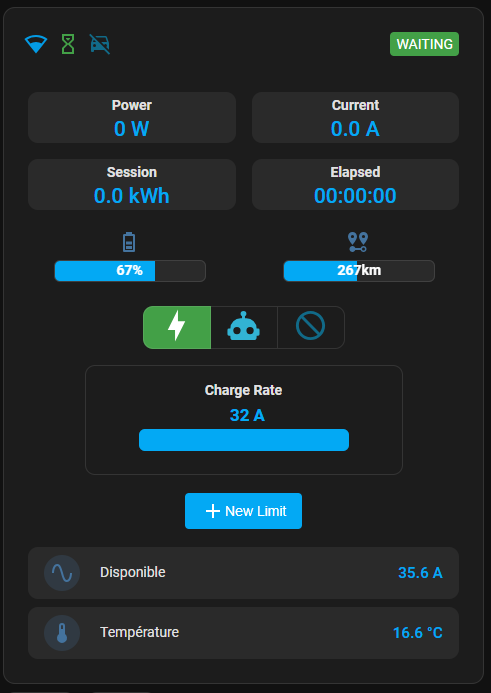 WAITING
Power
Current
0 W
0.0 A
Session
Elapsed
0.0 kWh
00:00:00
67%
267km
Charge Rate
32 A
New Limit
Disponible
35.6 A
Température
16.6 °C